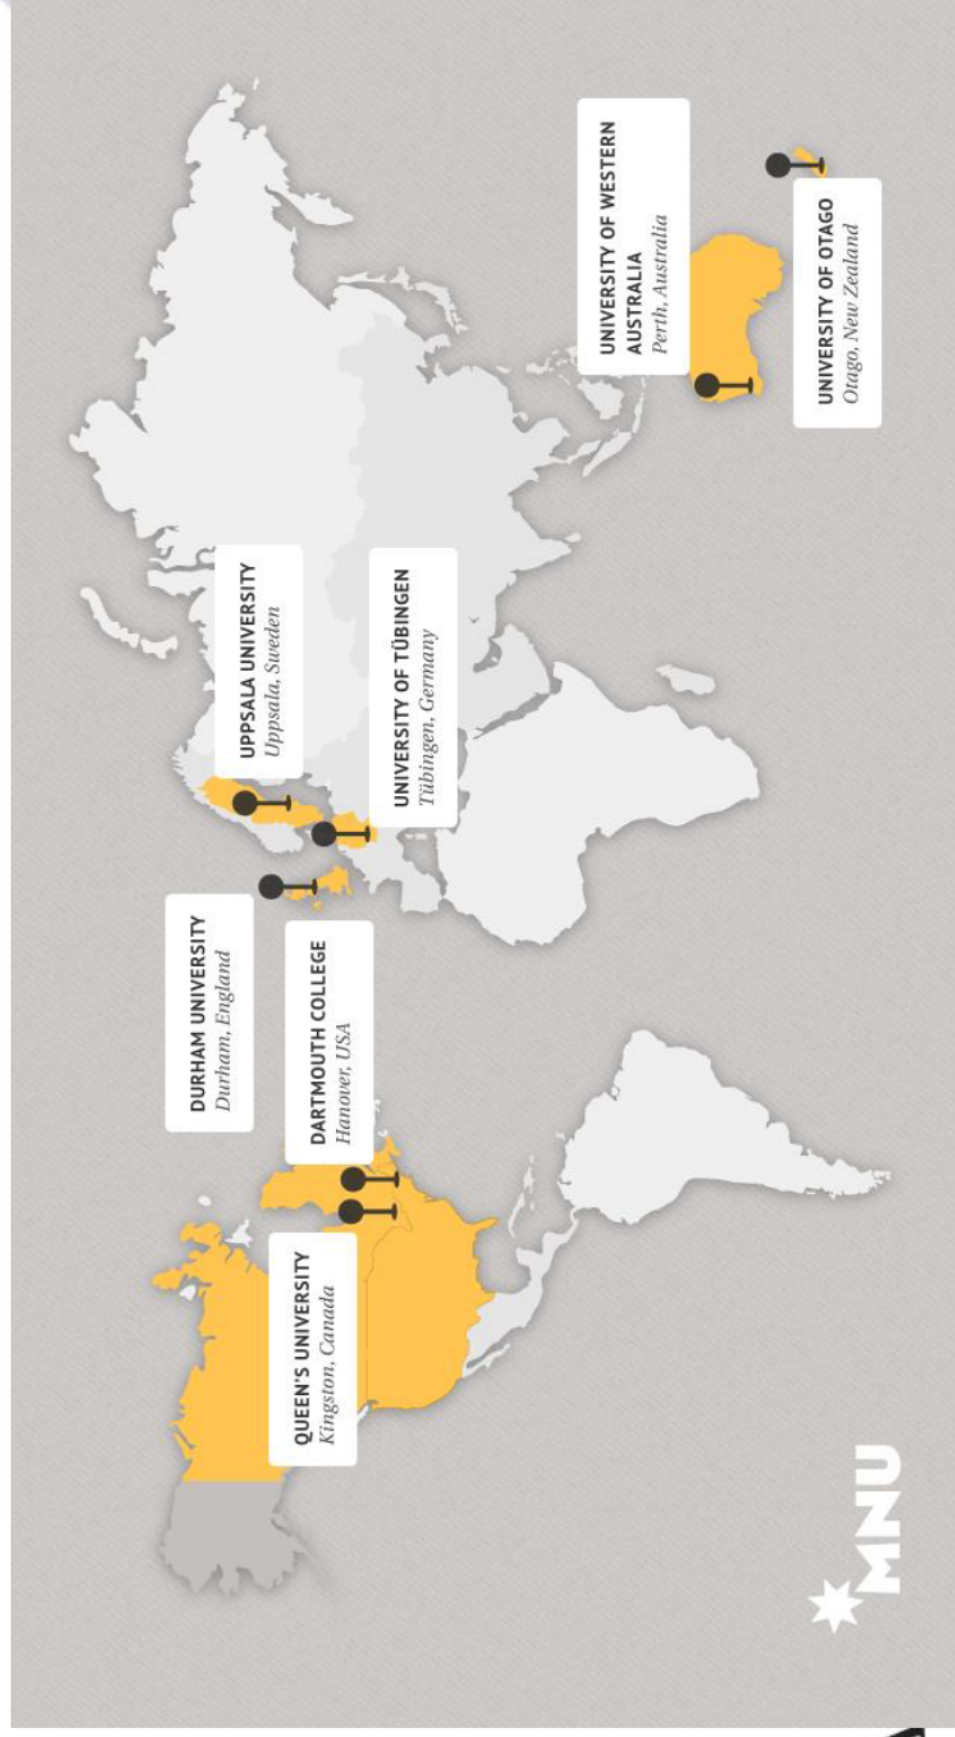 QUEEN'S UNIVERSITY
Kingston, Canada
DARTMOUTH COLLEGE
Hanover, USA
DURHAM UNIVERSITY
Durham, England
UPPSALA UNIVERSITY
Uppsala, Sweden
UNIVERSITY OF TÜBINGEN
Tübingen, Germany
UNIVERSITY OF WESTERN
AUSTRALIA
Perth, Australia
UNIVERSITY OF OTAGO
Otago, New Zealand
MNU